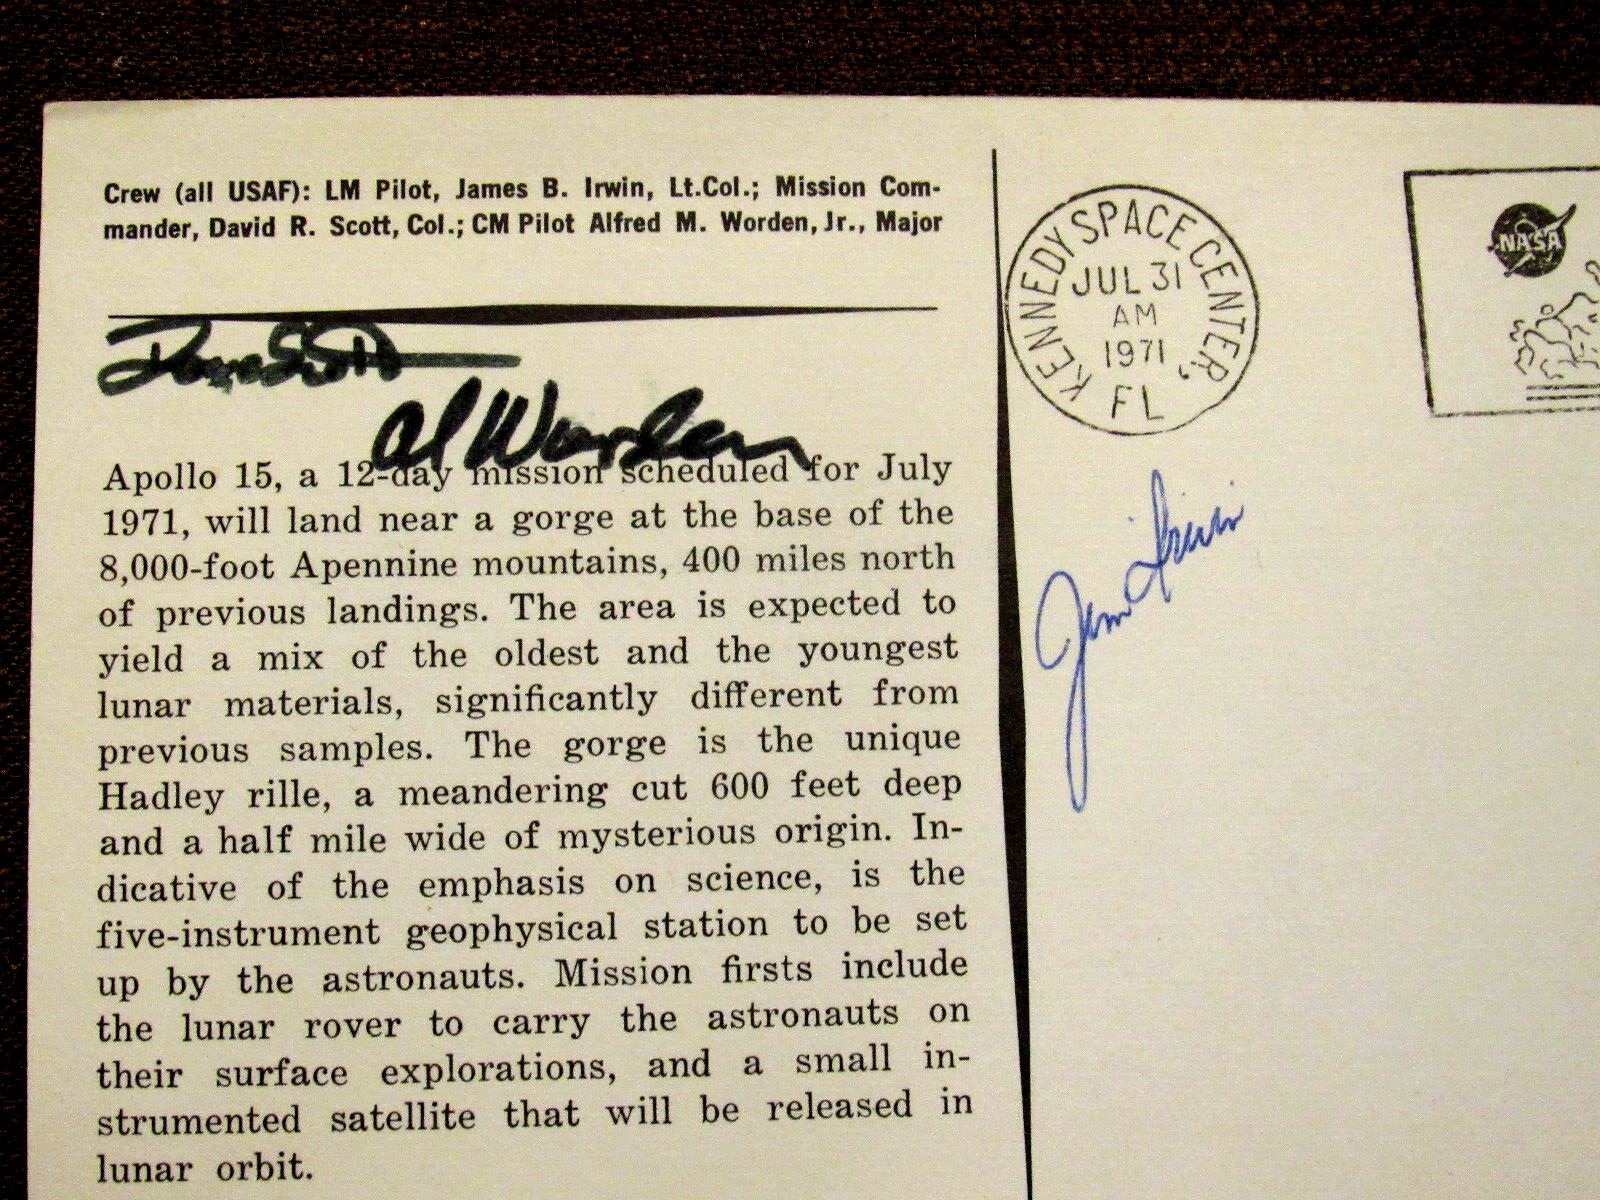 Crew (all USAF): LM Pilot, James B. Irwin, Lt.Col.; Mission Com-
mander, David R. Scott, Col.; CM Pilot Alfred M. Worden, Jr., Major
Dave Scott
Al Worden
Apollo 15, a 12-day mission scheduled for July
1971, will land near a gorge at the base of the
8,000-foot Apennine mountains, 400 miles north
of previous landings. The area is expected to
yield a mix of the oldest and the youngest
lunar materials, significantly different from
previous samples. The gorge is the unique
Hadley rille, a meandering cut 600 feet deep
and a half mile wide of mysterious origin. In-
dicative of the emphasis on science, is the
five-instrument geophysical station to be set
up by the astronauts. Mission firsts include
the lunar rover to carry the astronauts on
their surface explorations, and a small in-
strumented satellite that will be released in
lunar orbit.
KENNEDY SPACE CENTER,
JUL 31
AM
1971
FL
NASA
Jim Irwin